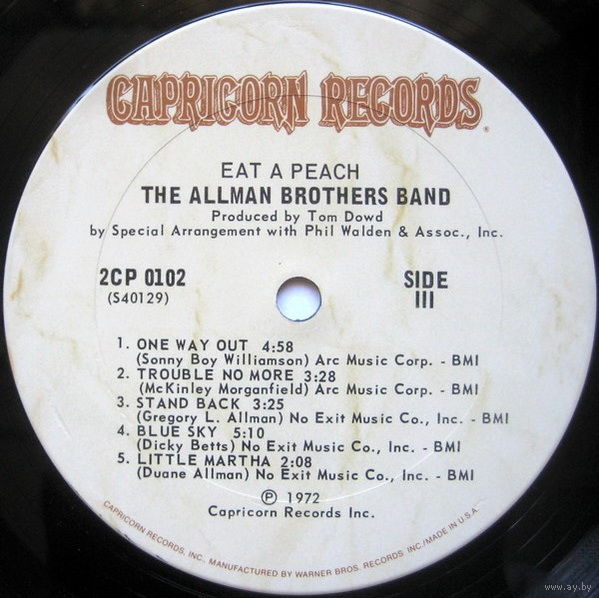 CAPRICORN RECORDS.
EAT A PEACH
THE ALLMAN BROTHERS BAND
Produced by Tom Dowd
by Special Arrangement with Phil Walden & Assoc., Inc.
2CP 0102
(S40129)
SIDE
III
1. ONE WAY OUT 4:58
(Sonny Boy Williamson) Arc Music Corp. - BMI
2. TROUBLE NO MORE 3:28
(McKinley Morganfield) Arc Music Corp. - BMI
3. STAND BACK 3:25
(Gregory L. Allman) No Exit Music Co., Inc. - BMI
4. BLUE SKY 5:10
(Dicky Betts) No Exit Music Co., Inc. - BMI
5. LITTLE MARTHA 2:08
(Duane Allman) No Exit Music Co., Inc. - BMI
℗ 1972
Capricorn Records Inc.
CAPRICORN RECORDS, INC. MANUFACTURED BY WARNER BROS. RECORDS INC./MADE IN U.S.A.
www.ay.by